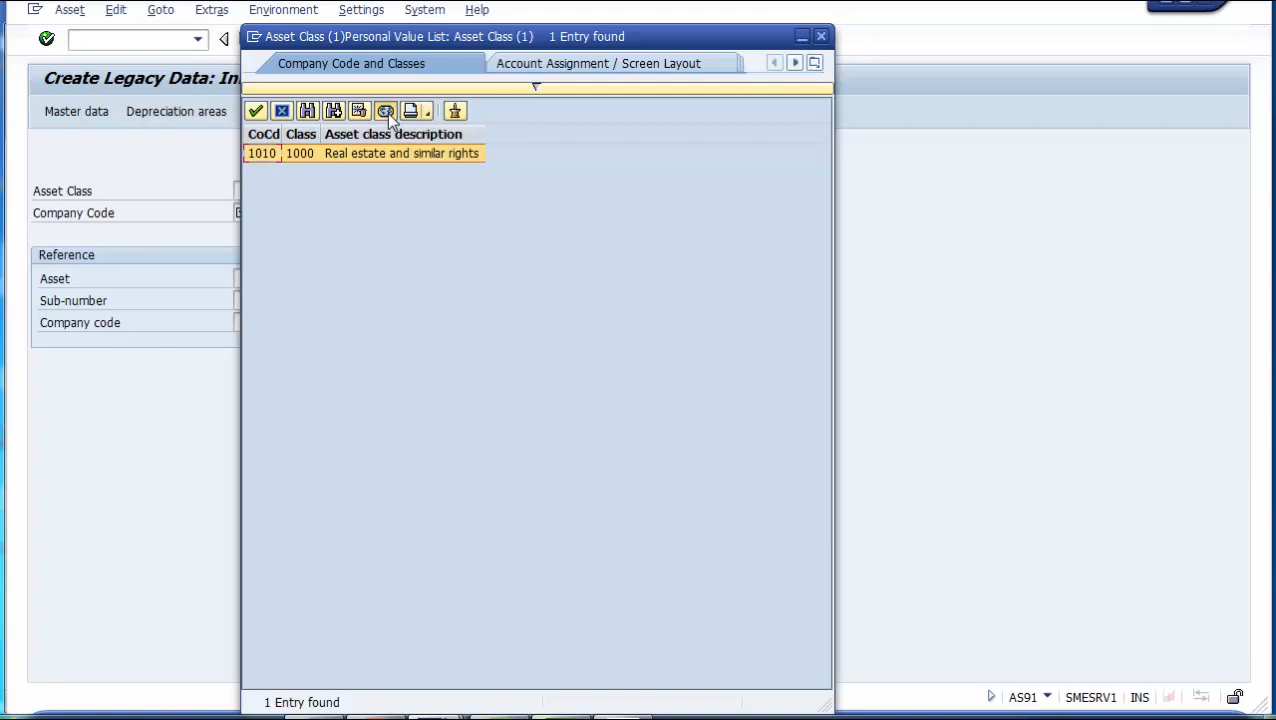 Asset Edit Goto Extras Environment Settings System Help
Asset Class (1)Personal Value List: Asset Class (1) 1 Entry found
Company Code and Classes Account Assignment / Screen Layout
Create Legacy Data:
Master data Depreciation areas
CoCd Class Asset class description
1010 1000 Real estate and similar rights
Asset Class
Company Code
Reference
Asset
Sub-number
Company code
1 Entry found
AS91 SMESRV1 INS